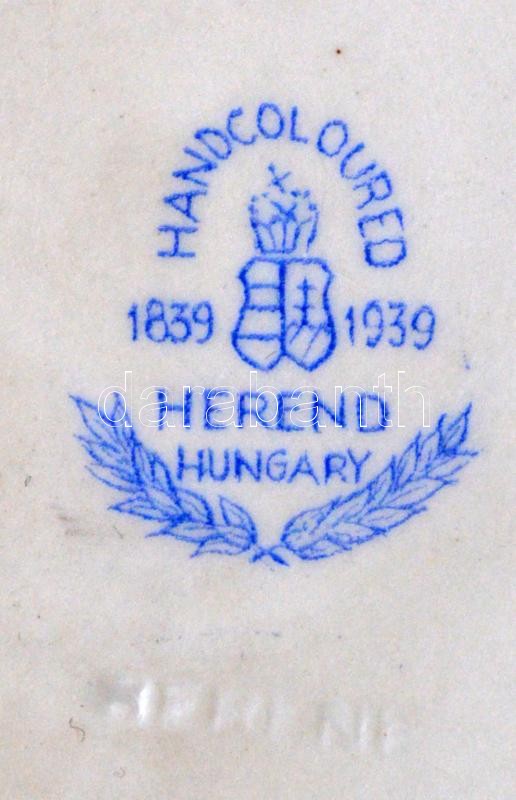 HANDCOLOURED
1839 1939
darabanth
HEREND
HUNGARY